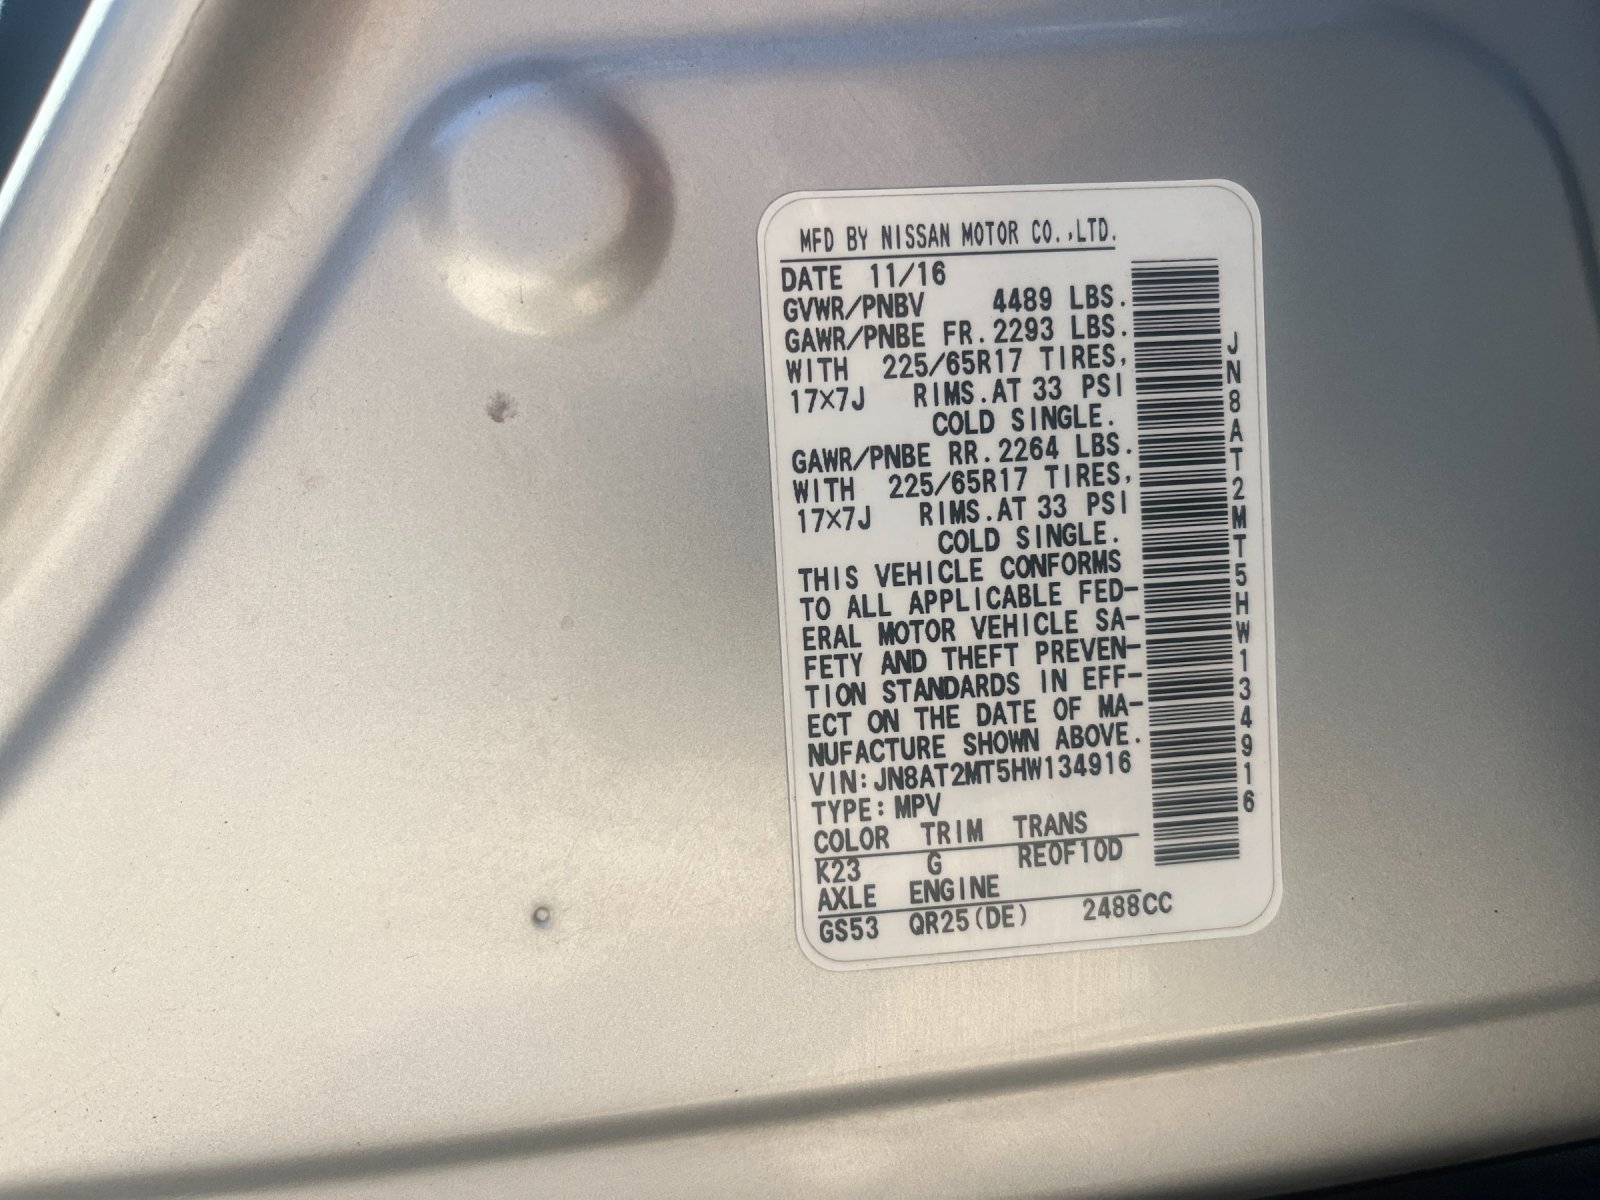 MFD BY NISSAN MOTOR CO.,LTD.
DATE 11/16
GVWR/PNBV 4489 LBS.
GAWR/PNBE FR. 2293 LBS.
WITH 225/65R17 TIRES,
17×7J RIMS. AT 33 PSI
COLD SINGLE.
GAWR/PNBE RR. 2264 LBS.
WITH 225/65R17 TIRES,
17×7J RIMS. AT 33 PSI
COLD SINGLE.
THIS VEHICLE CONFORMS
TO ALL APPLICABLE FED-
ERAL MOTOR VEHICLE SA-
FETY AND THEFT PREVEN-
TION STANDARDS IN EFF-
ECT ON THE DATE OF MA-
NUFACTURE SHOWN ABOVE.
VIN:JN8AT2MT5HW134916
TYPE:MPV
COLOR TRIM TRANS
K23 G RE0F10D
AXLE ENGINE
GS53 QR25(DE) 2488CC
JN8AT2MT5HW134916